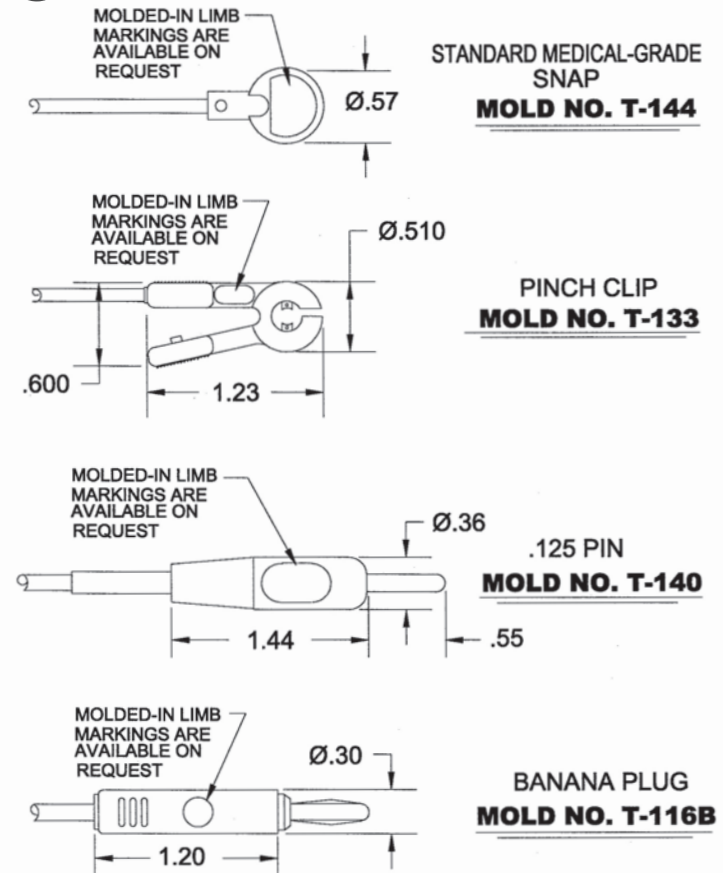 MOLDED-IN LIMB
MARKINGS ARE
AVAILABLE ON
REQUEST
Ø.57
STANDARD MEDICAL-GRADE
SNAP
MOLD NO. T-144
MOLDED-IN LIMB
MARKINGS ARE
AVAILABLE ON
REQUEST
Ø.510
.600
1.23
PINCH CLIP
MOLD NO. T-133
MOLDED-IN LIMB
MARKINGS ARE
AVAILABLE ON
REQUEST
Ø.36
1.44
.55
.125 PIN
MOLD NO. T-140
MOLDED-IN LIMB
MARKINGS ARE
AVAILABLE ON
REQUEST
Ø.30
1.20
BANANA PLUG
MOLD NO. T-116B